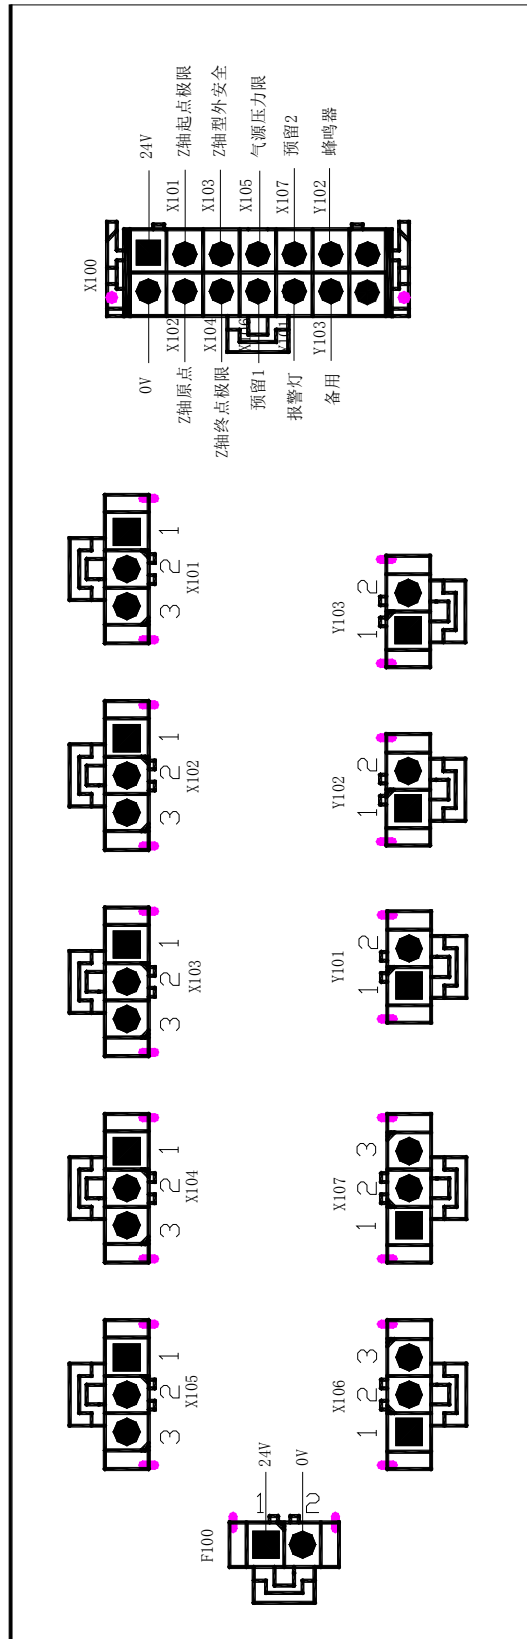 X100
24V
X101
Z轴起点极限
X103
Z轴型外安全
X105
气源压力限
X107
预留2
Y102
蜂鸣器
0V
X102
Z轴原点
X104
Z轴终点极限
预留1
报警灯
Y103
备用
1
2
3
X101
Y103
2
1
1
2
3
X102
Y102
2
1
1
2
3
X103
Y101
2
1
1
2
3
X104
X107
3
2
1
1
2
3
X105
X106
3
2
1
F100
1
2
24V
0V